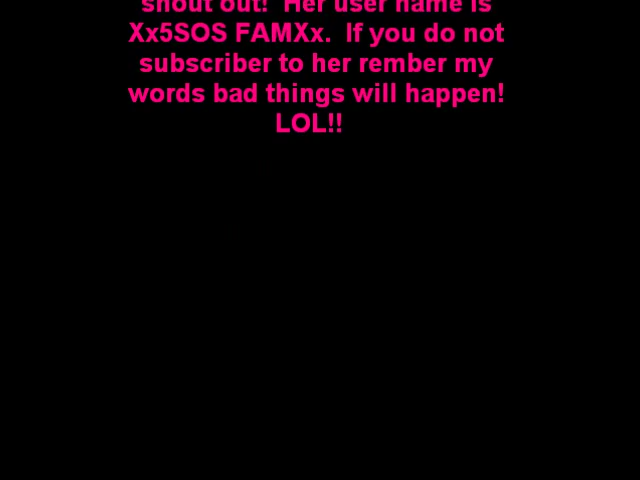 shout out!  Her user name is
Xx5SOS FAMXx.  If you do not
subscriber to her rember my
words bad things will happen!
LOL!!